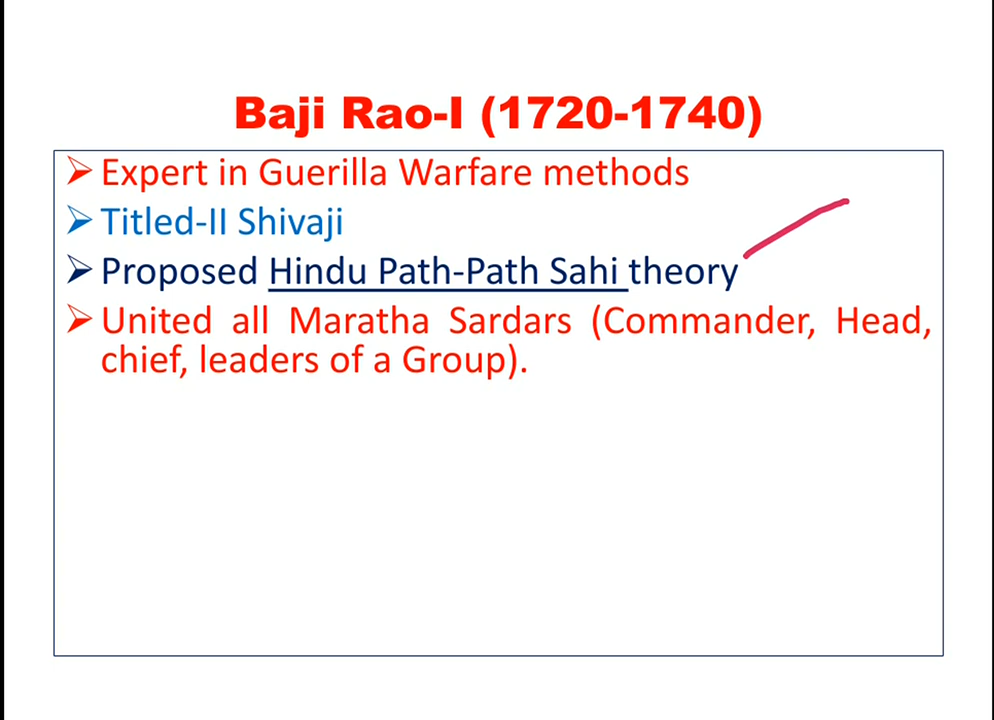 Baji Rao-I (1720-1740)
➢Expert in Guerilla Warfare methods
➢Titled-II Shivaji
➢Proposed Hindu Path-Path Sahi theory
➢United all Maratha Sardars (Commander, Head,
chief, leaders of a Group).